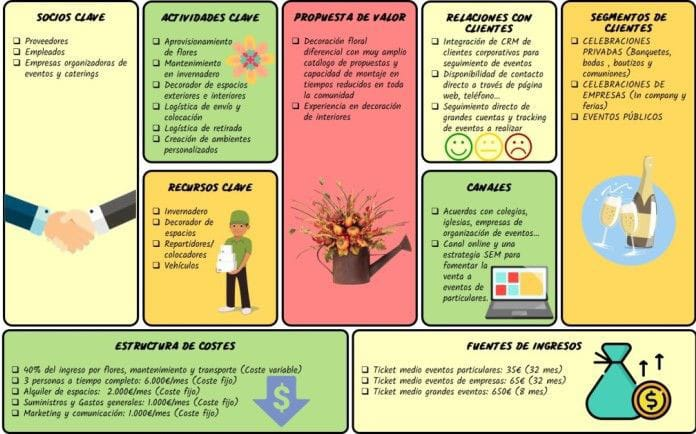 SOCIOS CLAVE
❑ Proveedores
❑ Empleados
❑ Empresas organizadoras de
eventos y caterings
ACTIVIDADES CLAVE
❑ Aprovisionamiento
de flores
❑ Mantenimiento
en invernadero
❑ Decorador de espacios
exteriores e interiores
❑ Logística de envío y
colocación
❑ Logística de retirada
❑ Creación de ambientes
personalizados
RECURSOS CLAVE
❑ Invernadero
❑ Decorador de
espacios
❑ Repartidores/
colocadores
❑ Vehículos
PROPUESTA DE VALOR
❑ Decoración floral
diferencial con muy amplio
catálogo de propuestas y
capacidad de montaje en
tiempos reducidos en toda
la comunidad
❑ Experiencia en decoración
de interiores
RELACIONES CON
CLIENTES
❑ Integración de CRM de
clientes corporativos para
seguimiento de eventos
❑ Disponibilidad de contacto
directo a través de página
web, teléfono...
❑ Seguimiento directo de
grandes cuentas y tracking
de eventos a realizar
CANALES
❑ Acuerdos con colegios,
iglesias, empresas de
organización de eventos...
❑ Canal online y una
estrategia SEM para
fomentar la
venta a
eventos de
particulares.
SEGMENTOS DE
CLIENTES
❑ CELEBRACIONES
PRIVADAS (Banquetes,
bodas , bautizos y
comuniones)
❑ CELEBRACIONES DE
EMPRESAS (In company y
ferias)
❑ EVENTOS PÚBLICOS
ESTRUCTURA DE COSTES
❑ 40% del ingreso por flores, mantenimiento y transporte (Coste variable)
❑ 3 personas a tiempo completo: 6.000€/mes (Coste fijo)
❑ Alquiler de espacios: 2.000€/mes (Coste fijo)
❑ Suministros y Gastos generales: 1.000€/mes (Coste fijo)
❑ Marketing y comunicación: 1.000€/mes (Coste fijo)
$
FUENTES DE INGRESOS
❑ Ticket medio eventos particulares: 35€ (32 mes)
❑ Ticket medio eventos de empresas: 65€ (32 mes)
❑ Ticket medio grandes eventos: 650€ (8 mes)
$